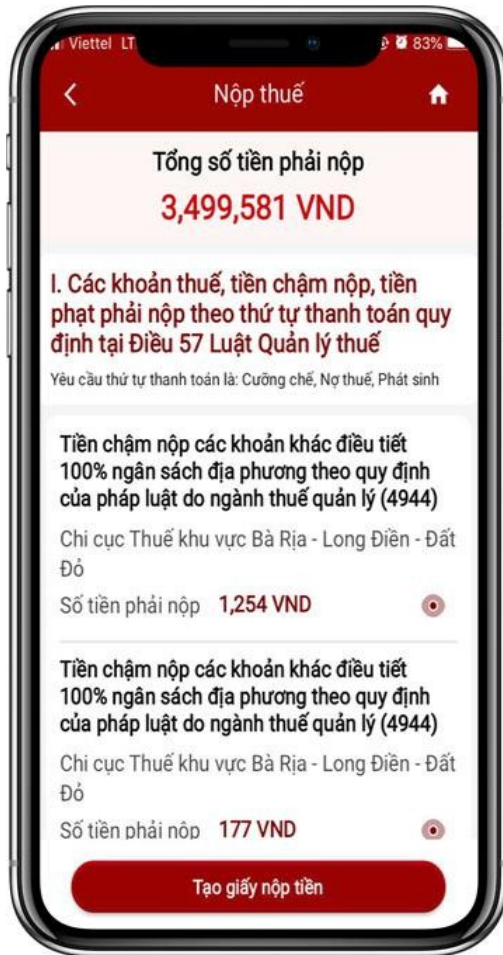 Viettel LT 83%
Nộp thuế
Tổng số tiền phải nộp
3,499,581 VND
I. Các khoản thuế, tiền chậm nộp, tiền
phạt phải nộp theo thứ tự thanh toán quy
định tại Điều 57 Luật Quản lý thuế
Yêu cầu thứ tự thanh toán là: Cưỡng chế, Nợ thuế, Phát sinh
Tiền chậm nộp các khoản khác điều tiết
100% ngân sách địa phương theo quy định
của pháp luật do ngành thuế quản lý (4944)
Chi cục Thuế khu vực Bà Rịa - Long Điền - Đất
Đỏ
Số tiền phải nộp 1,254 VND
Tiền chậm nộp các khoản khác điều tiết
100% ngân sách địa phương theo quy định
của pháp luật do ngành thuế quản lý (4944)
Chi cục Thuế khu vực Bà Rịa - Long Điền - Đất
Đỏ
Số tiền phải nộp 177 VND
Tạo giấy nộp tiền